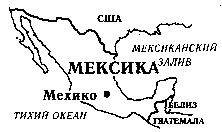 США
МЕКСИКАНСКИЙ
ЗАЛИВ
МЕКСИКА
Мехико
БЕЛИЗ
ТИХИЙ ОКЕАН
ГВАТЕМАЛА